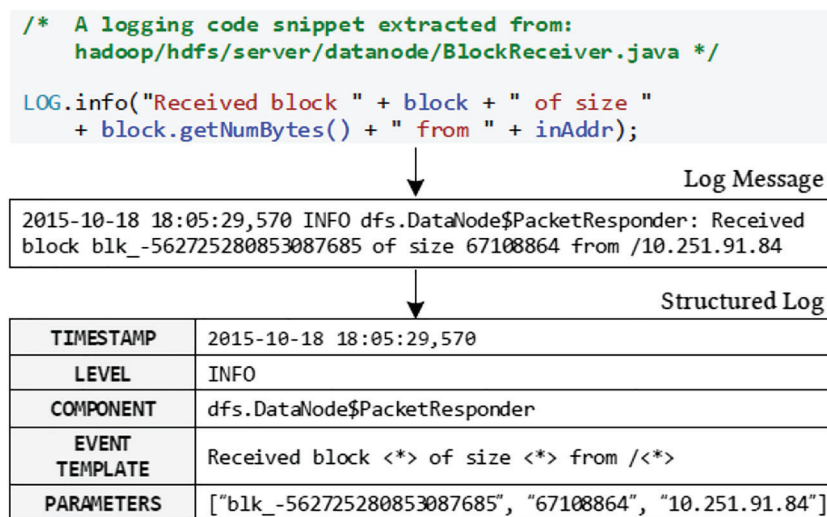 /* A logging code snippet extracted from:
hadoop/hdfs/server/datanode/BlockReceiver.java */
LOG.info("Received block " + block + " of size "
+ block.getNumBytes() + " from " + inAddr);
Log Message
2015-10-18 18:05:29,570 INFO dfs.DataNode$PacketResponder: Received
block blk_-562725280853087685 of size 67108864 from /10.251.91.84
Structured Log
TIMESTAMP 2015-10-18 18:05:29,570
LEVEL INFO
COMPONENT dfs.DataNode$PacketResponder
EVENT
TEMPLATE Received block <*> of size <*> from /<*>
PARAMETERS ["blk_-562725280853087685", "67108864", "10.251.91.84"]